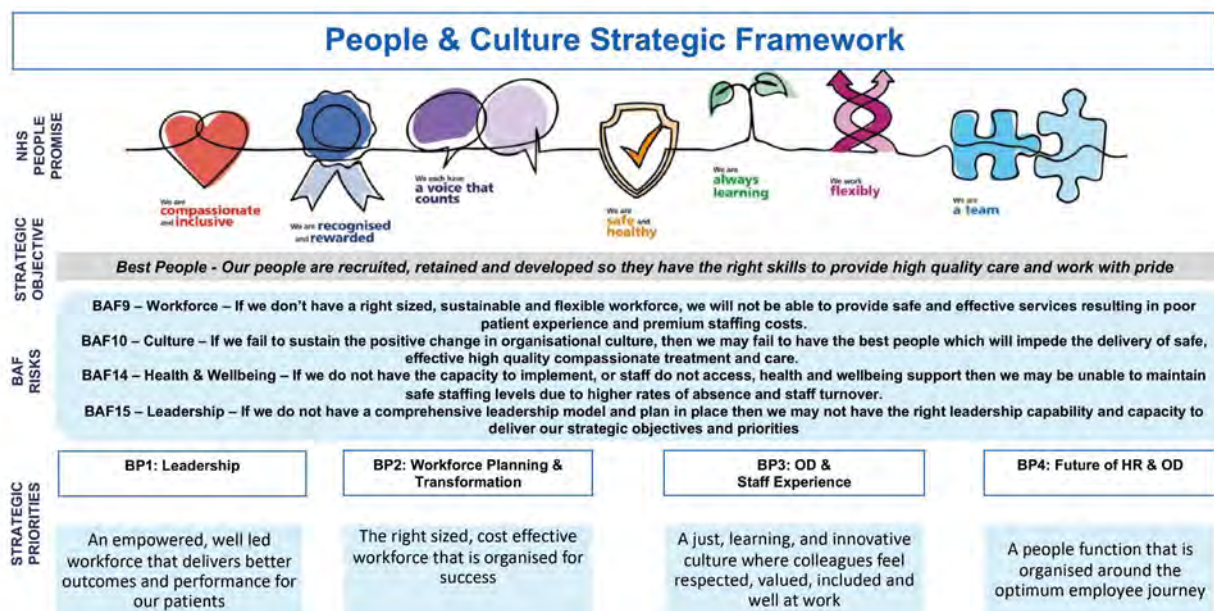 People & Culture Strategic Framework
NHS
PEOPLE
PROMISE
We are
compassionate
and inclusive
We are recognised
and rewarded
We each have
a voice that
counts
We are
safe and
healthy
We are
always
learning
We work
flexibly
We are
a team
STRATEGIC
OBJECTIVE
Best People - Our people are recruited, retained and developed so they have the right skills to provide high quality care and work with pride
BAF
RISKS
BAF9 – Workforce – If we don't have a right sized, sustainable and flexible workforce, we will not be able to provide safe and effective services resulting in poor
patient experience and premium staffing costs.
BAF10 – Culture – If we fail to sustain the positive change in organisational culture, then we may fail to have the best people which will impede the delivery of safe,
effective high quality compassionate treatment and care.
BAF14 – Health & Wellbeing – If we do not have the capacity to implement, or staff do not access, health and wellbeing support then we may be unable to maintain
safe staffing levels due to higher rates of absence and staff turnover.
BAF15 – Leadership – If we do not have a comprehensive leadership model and plan in place then we may not have the right leadership capability and capacity to
deliver our strategic objectives and priorities
STRATEGIC
PRIORITIES
BP1: Leadership
An empowered, well led
workforce that delivers better
outcomes and performance for
our patients
BP2: Workforce Planning &
Transformation
The right sized, cost effective
workforce that is organised for
success
BP3: OD &
Staff Experience
A just, learning, and innovative
culture where colleagues feel
respected, valued, included and
well at work
BP4: Future of HR & OD
A people function that is
organised around the
optimum employee journey